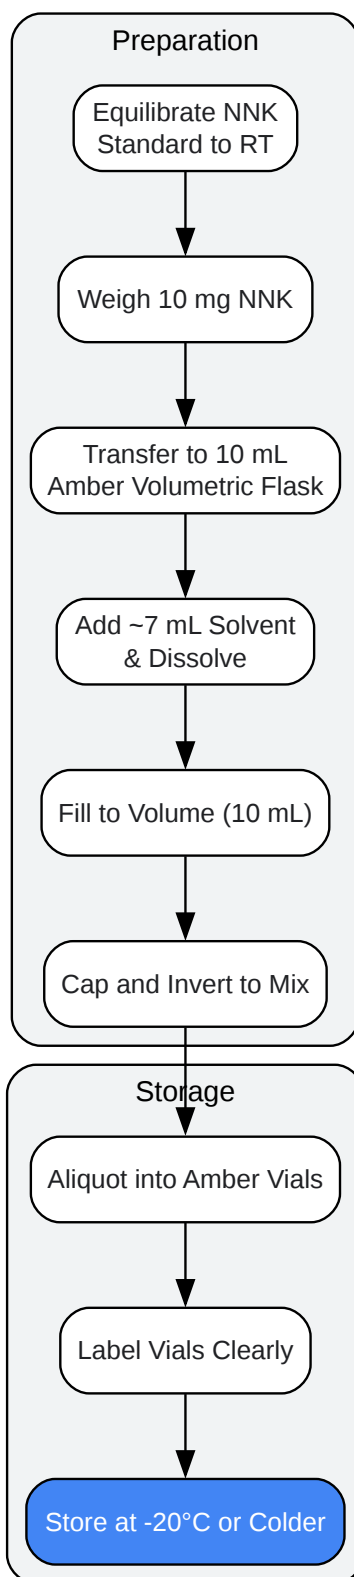 Preparation
Equilibrate NNK
Standard to RT
Weigh 10 mg NNK
Transfer to 10 mL
Amber Volumetric Flask
Add ~7 mL Solvent
& Dissolve
Fill to Volume (10 mL)
Cap and Invert to Mix
Storage
Aliquot into Amber Vials
Label Vials Clearly
Store at -20°C or Colder